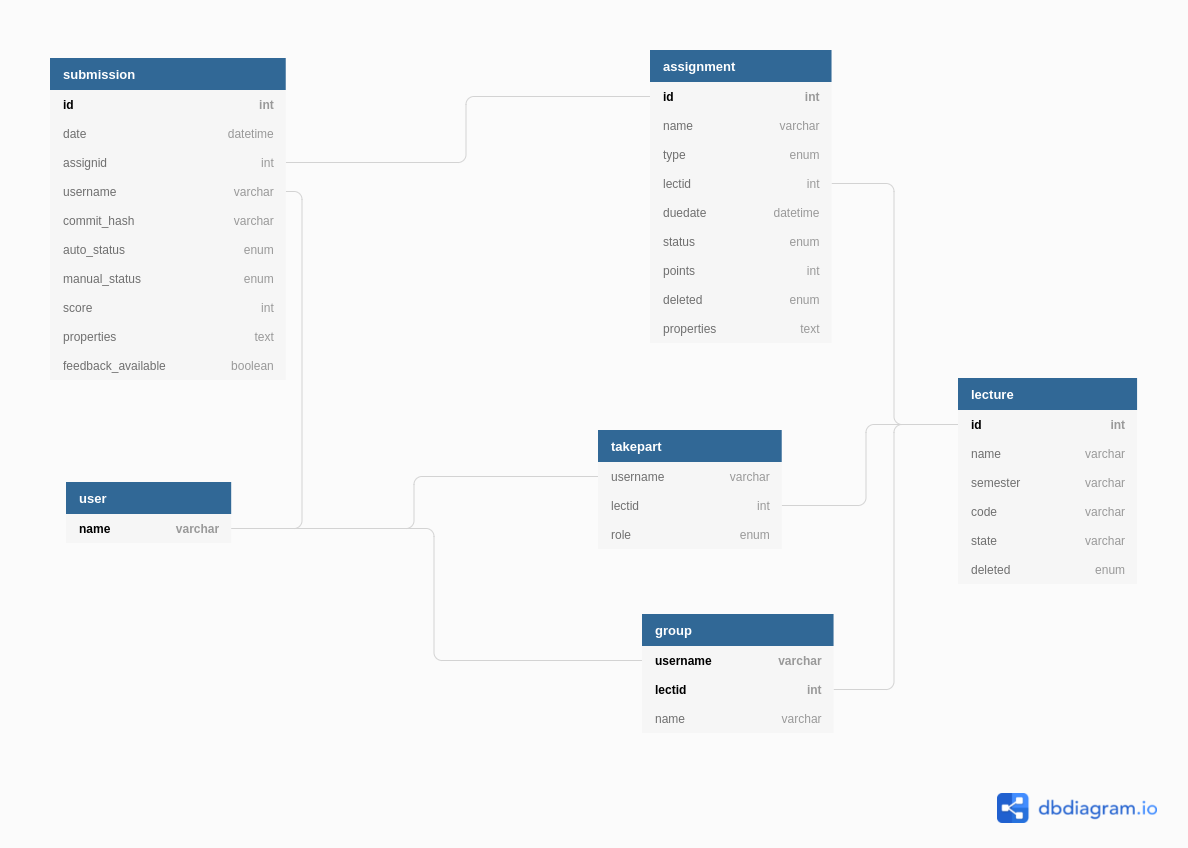 submission
id int
date datetime
assignid int
username varchar
commit_hash varchar
auto_status enum
manual_status enum
score int
properties text
feedback_available boolean
assignment
id int
name varchar
type enum
lectid int
duedate datetime
status enum
points int
deleted enum
properties text
lecture
id int
name varchar
semester varchar
code varchar
state varchar
deleted enum
takepart
username varchar
lectid int
role enum
user
name varchar
group
username varchar
lectid int
name varchar
dbdiagram.io